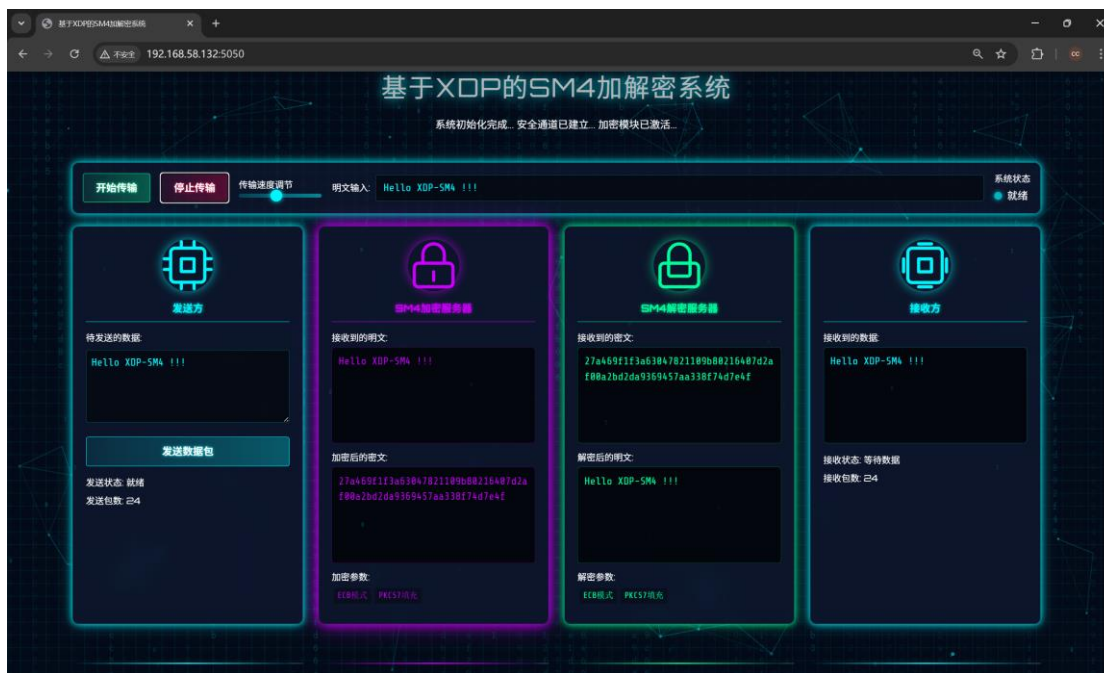 基于XDP的SM4加解密系统
不安全
192.168.58.132:5050
cc
基于XDP的SM4加解密系统
系统初始化完成... 安全通道已建立... 加密模块已激活...
开始传输
停止传输
传输速度调节
明文输入:
Hello XDP-SM4 !!!
系统状态
就绪
发送方
待发送的数据:
Hello XDP-SM4 !!!
发送数据包
发送状态: 就绪
发送包数: 24
SM4加密服务器
接收到的明文:
Hello XDP-SM4 !!!
加密后的密文:
27a469f1f3a63047821109b80216407d2a
f00a2bd2da9369457aa338f74d7e4f
加密参数:
ECB模式 PKCS7填充
SM4解密服务器
接收到的密文:
27a469f1f3a63047821109b80216407d2a
f00a2bd2da9369457aa338f74d7e4f
解密后的明文:
Hello XDP-SM4 !!!
解密参数:
ECB模式 PKCS7填充
接收方
接收到的数据:
Hello XDP-SM4 !!!
接收状态: 等待数据
接收包数: 24